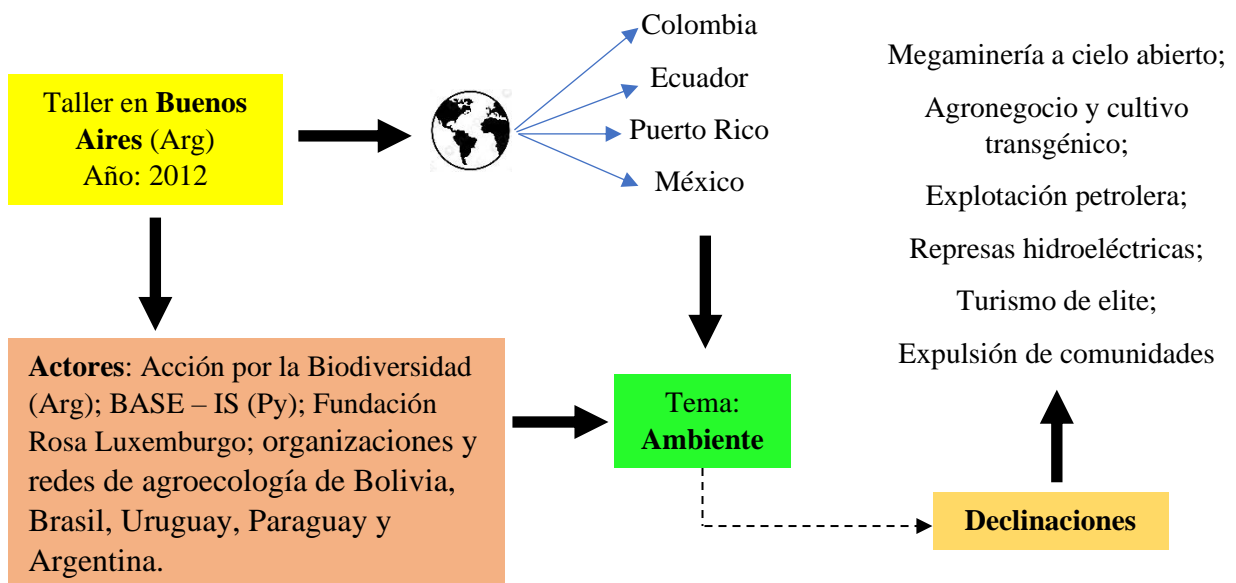 Taller en Buenos
Aires (Arg)
Año: 2012
Colombia
Ecuador
Puerto Rico
México
Megaminería a cielo abierto;
Agronegocio y cultivo
transgénico;
Explotación petrolera;
Represas hidroeléctricas;
Turismo de elite;
Expulsión de comunidades
Actores: Acción por la Biodiversidad
(Arg); BASE – IS (Py); Fundación
Rosa Luxemburgo; organizaciones y
redes de agroecología de Bolivia,
Brasil, Uruguay, Paraguay y
Argentina.
Tema:
Ambiente
Declinaciones